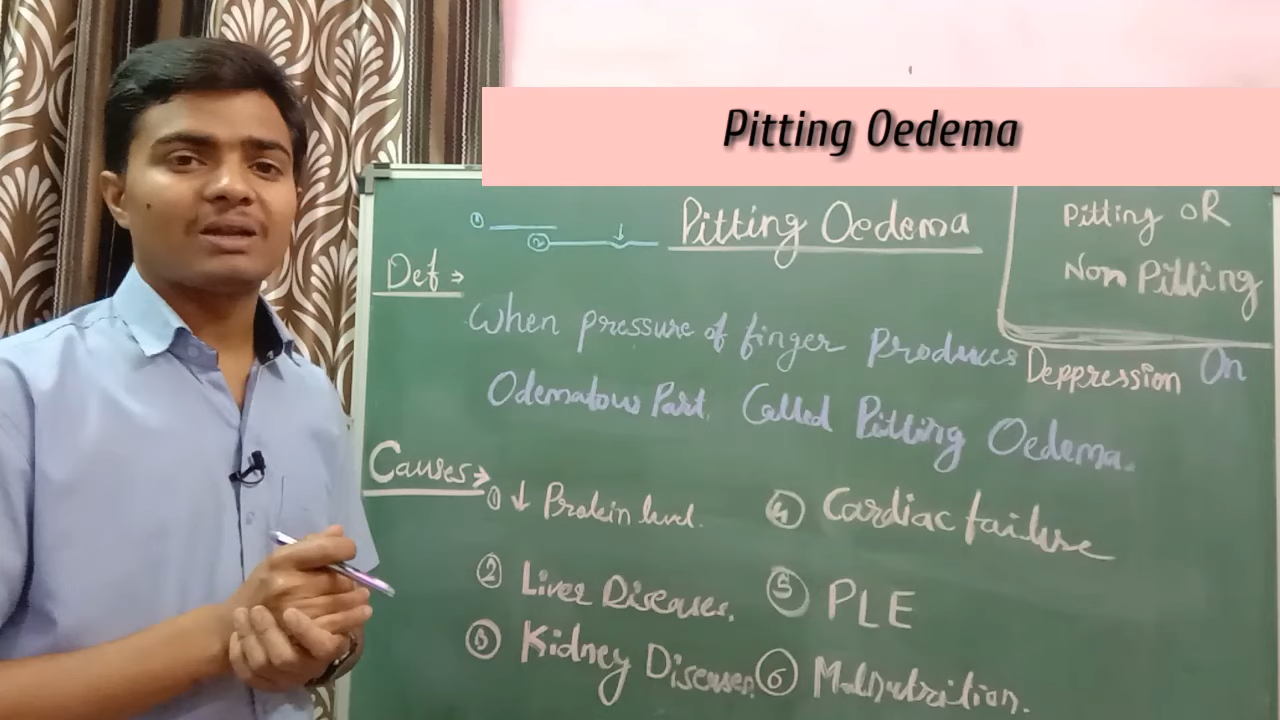 Pitting Oedema
① ②
Pitting Oedema
Pitting OR
Non Pitting
Def →
When pressure of finger Produces Deppression On
Odematous Part. Called Pitting Oedema.
Causes →
① ↓ Protein level.
② Liver Diseases.
③ Kidney Diseases.
④ Cardiac failure
⑤ PLE
⑥ Malnutrition.